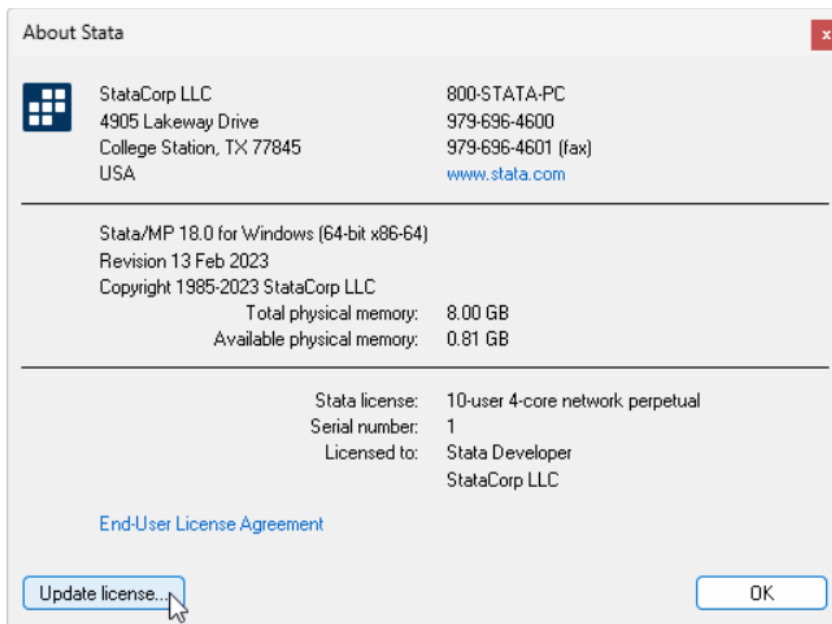 About Stata
x
StataCorp LLC
4905 Lakeway Drive
College Station, TX 77845
USA
800-STATA-PC
979-696-4600
979-696-4601 (fax)
www.stata.com
Stata/MP 18.0 for Windows (64-bit x86-64)
Revision 13 Feb 2023
Copyright 1985-2023 StataCorp LLC
Total physical memory: 8.00 GB
Available physical memory: 0.81 GB
Stata license: 10-user 4-core network perpetual
Serial number: 1
Licensed to: Stata Developer
StataCorp LLC
End-User License Agreement
Update license...
OK